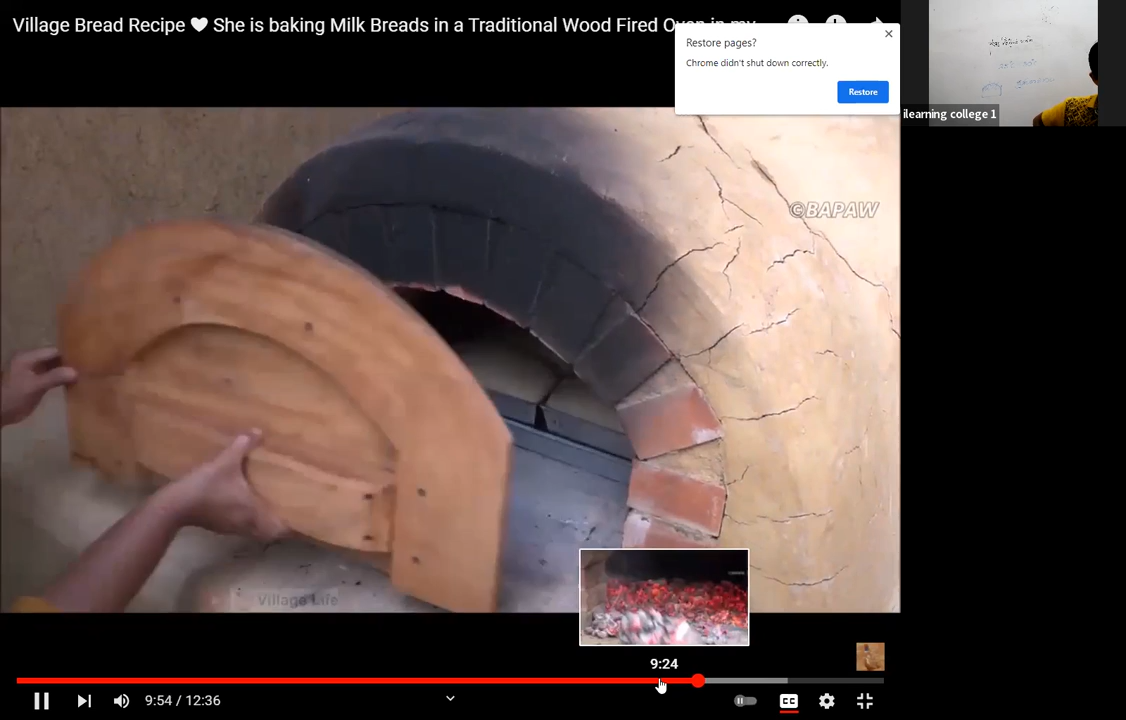 Village Bread Recipe 🤍 She is baking Milk Breads in a Traditional Wood Fired Oven in my
Restore pages?
Chrome didn't shut down correctly.
Restore
ilearning college 1
©BAPAW
Village Life
9:24
9:54 / 12:36
CC